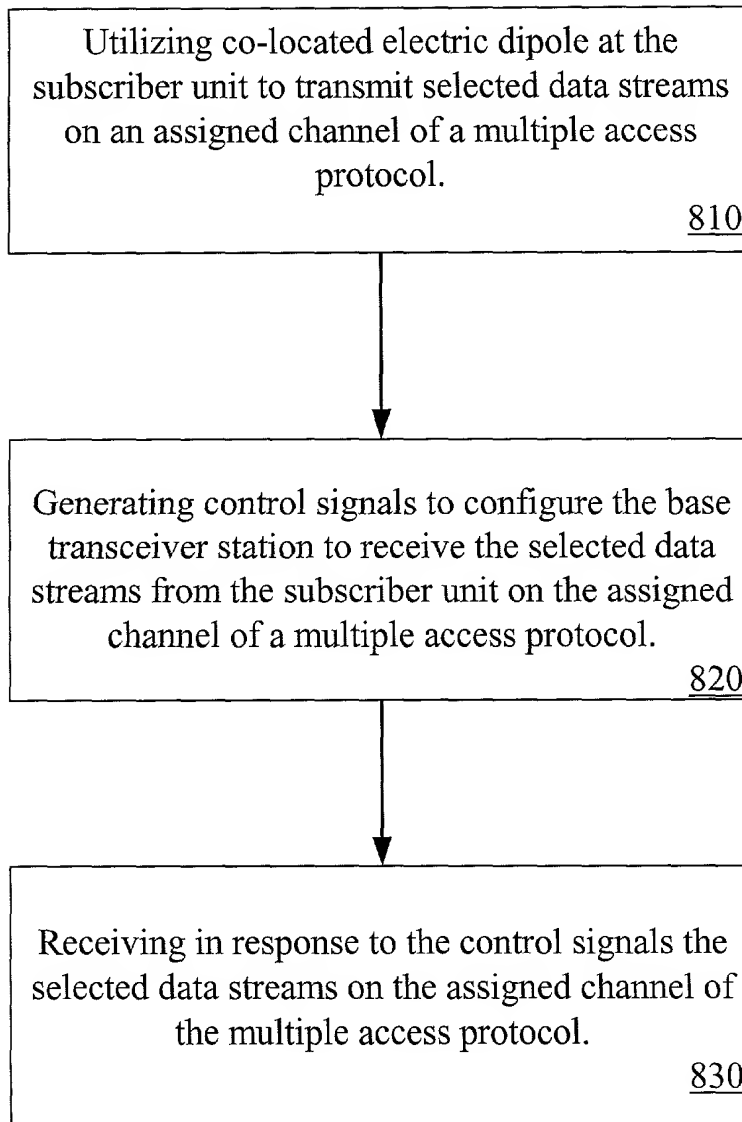 Utilizing co-located electric dipole at the
subscriber unit to transmit selected data streams
on an assigned channel of a multiple access
protocol.
810
Generating control signals to configure the base
transceiver station to receive the selected data
streams from the subscriber unit on the assigned
channel of a multiple access protocol.
820
Receiving in response to the control signals the
selected data streams on the assigned channel of
the multiple access protocol.
830